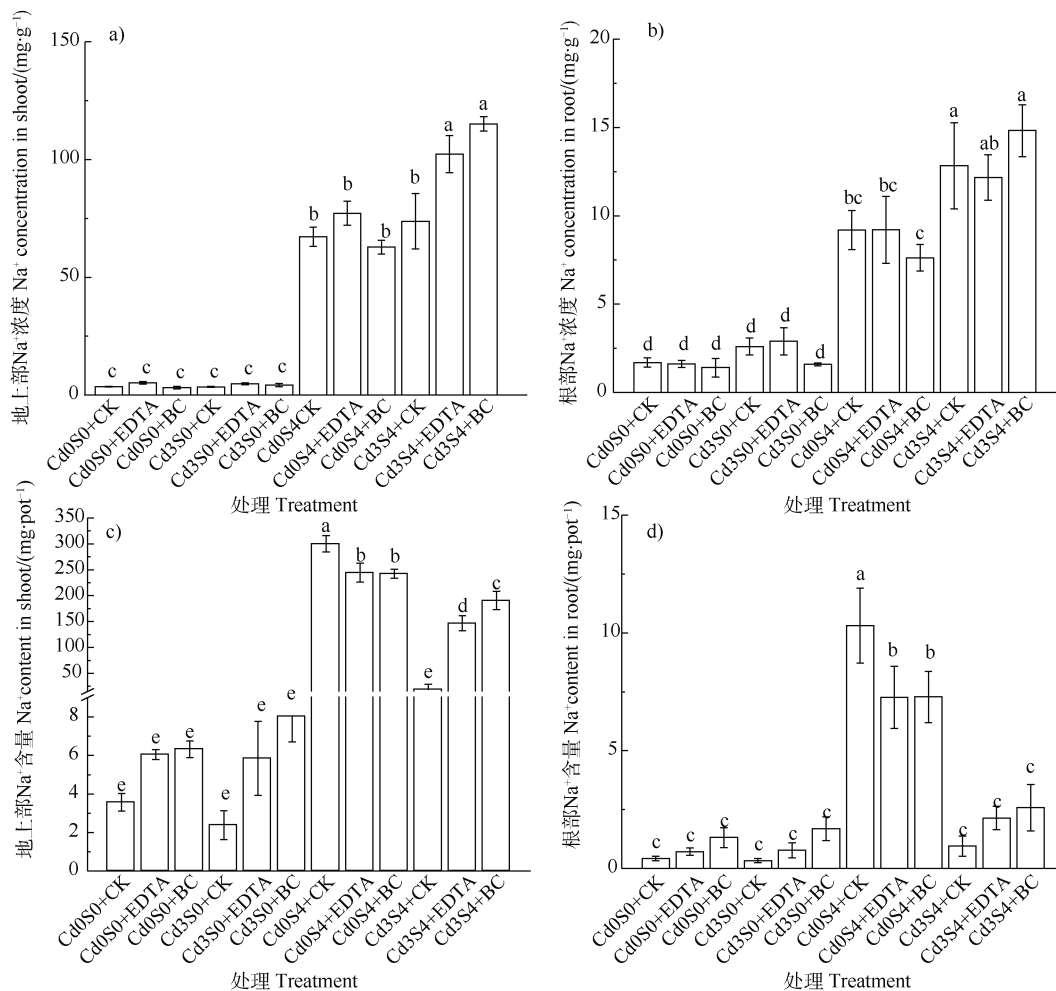 a)
地上部Na⁺浓度 Na⁺ concentration in shoot/(mg·g⁻¹)
150
100
50
0
c c c c c c b b b b a a
Cd0S0+CK
Cd0S0+EDTA
Cd0S0+BC
Cd3S0+CK
Cd3S0+EDTA
Cd3S0+BC
Cd0S4CK
Cd0S4+EDTA
Cd0S4+BC
Cd3S4+CK
Cd3S4+EDTA
Cd3S4+BC
处理 Treatment
b)
根部Na⁺浓度 Na⁺ concentration in root/(mg·g⁻¹)
20
15
10
5
0
d d d d d d bc bc c a ab a
Cd0S0+CK
Cd0S0+EDTA
Cd0S0+BC
Cd3S0+CK
Cd3S0+EDTA
Cd3S0+BC
Cd0S4+CK
Cd0S4+EDTA
Cd0S4+BC
Cd3S4+CK
Cd3S4+EDTA
Cd3S4+BC
处理 Treatment
c)
地上部Na⁺含量 Na⁺content in shoot/(mg·pot⁻¹)
350
300
250
200
150
100
50
8
6
4
2
0
e e e e e e a b b e d c
Cd0S0+CK
Cd0S0+EDTA
Cd0S0+BC
Cd3S0+CK
Cd3S0+EDTA
Cd3S0+BC
Cd0S4+CK
Cd0S4+EDTA
Cd0S4+BC
Cd3S4+CK
Cd3S4+EDTA
Cd3S4+BC
处理 Treatment
d)
根部Na⁺含量 Na⁺content in root/(mg·pot⁻¹)
15
10
5
0
c c c c c c a b b c c c
Cd0S0+CK
Cd0S0+EDTA
Cd0S0+BC
Cd3S0+CK
Cd3S0+EDTA
Cd3S0+BC
Cd0S4+CK
Cd0S4+EDTA
Cd0S4+BC
Cd3S4+CK
Cd3S4+EDTA
Cd3S4+BC
处理 Treatment